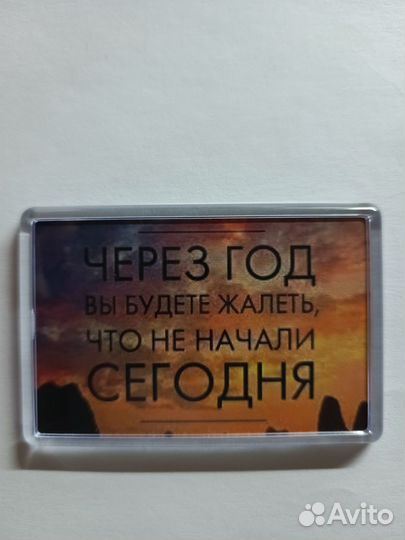 ЧЕРЕЗ ГОД
ВЫ БУДЕТЕ ЖАЛЕТЬ,
ЧТО НЕ НАЧАЛИ
СЕГОДНЯ
Avito